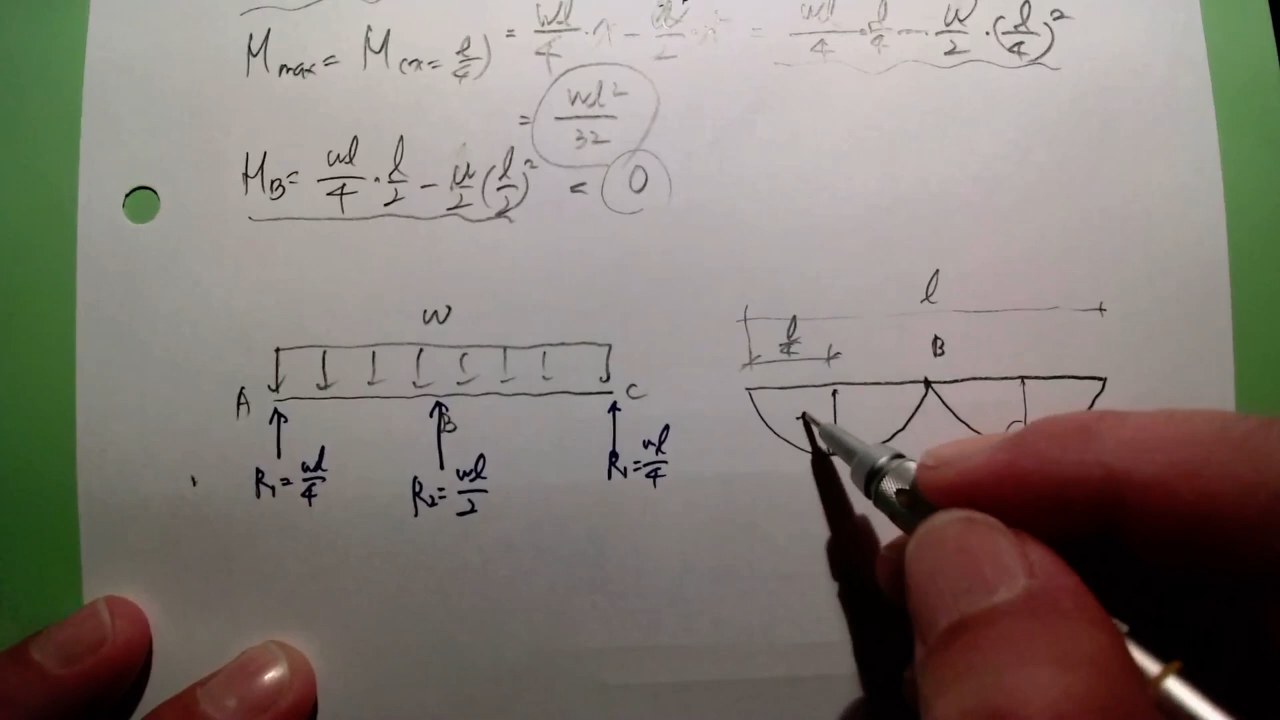 M_max = M(x=l/4) = wl/4 · x - w/2 · x² = wl/4 · l/4 - w/2 · (l/4)²
= wl²/32
M_B = wl/4 · l/2 - w/2 (l/2)² = 0
w
A
B
C
R₁ = wl/4
R₂ = wl/2
R₁ = wl/4
l
l/4
B